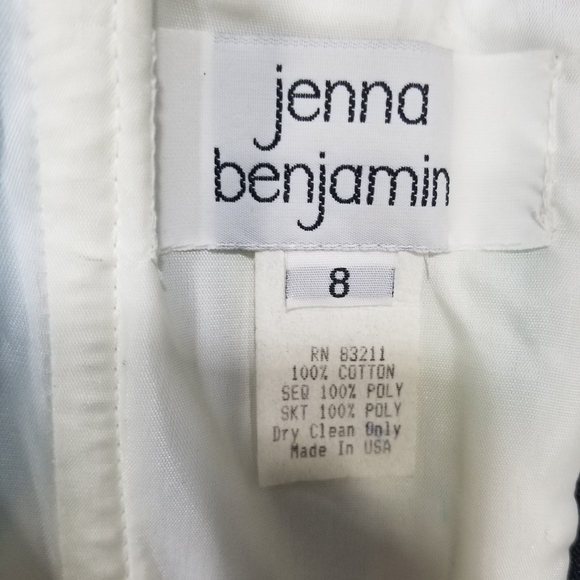 jenna
benjamin
8
RN 83211
100% COTTON
SEQ 100% POLY
SKT 100% POLY
Dry Clean Only
Made In USA